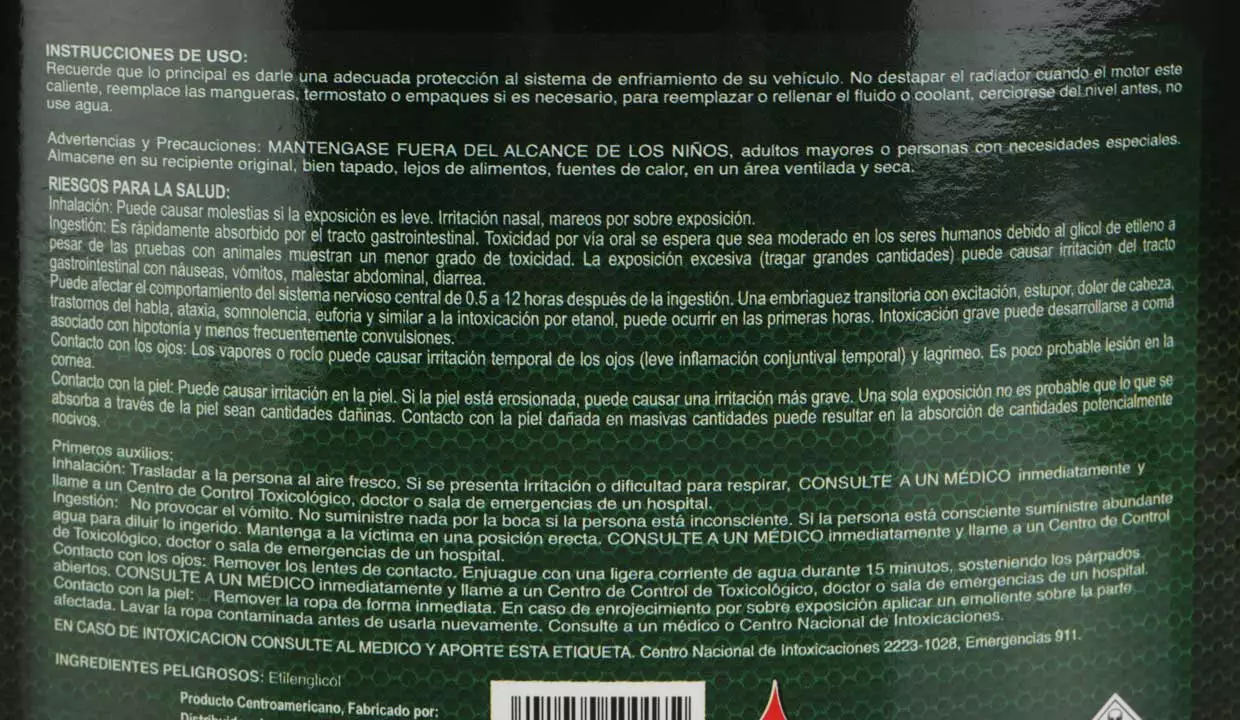 INSTRUCCIONES DE USO:
Recuerde que lo principal es darle una adecuada protección al sistema de enfriamiento de su vehículo. No destapar el radiador cuando el motor este
caliente, reemplace las mangueras, termostato o empaques si es necesario, para reemplazar o rellenar el fluido o coolant, cerciorese del nivel antes, no
use agua.
Advertencias y Precauciones: MANTENGASE FUERA DEL ALCANCE DE LOS NIÑOS, adultos mayores o personas con necesidades especiales.
Almacene en su recipiente original, bien tapado, lejos de alimentos, fuentes de calor, en un área ventilada y seca.
RIESGOS PARA LA SALUD:
Inhalación: Puede causar molestias si la exposición es leve. Irritación nasal, mareos por sobre exposición.
Ingestión: Es rápidamente absorbido por el tracto gastrointestinal. Toxicidad por vía oral se espera que sea moderado en los seres humanos debido al glicol de etileno a
pesar de las pruebas con animales muestran un menor grado de toxicidad. La exposición excesiva (tragar grandes cantidades) puede causar irritación del tracto
gastrointestinal con náuseas, vómitos, malestar abdominal, diarrea.
Puede afectar el comportamiento del sistema nervioso central de 0.5 a 12 horas después de la ingestión. Una embriaguez transitoria con excitación, estupor, dolor de cabeza,
trastornos del habla, ataxia, somnolencia, euforia y similar a la intoxicación por etanol, puede ocurrir en las primeras horas. Intoxicación grave puede desarrollarse a coma
asociado con hipotonía y menos frecuentemente convulsiones.
Contacto con los ojos: Los vapores o rocío puede causar irritación temporal de los ojos (leve inflamación conjuntival temporal) y lagrimeo. Es poco probable lesión en la
cornea.
Contacto con la piel: Puede causar irritación en la piel. Si la piel está erosionada, puede causar una irritación más grave. Una sola exposición no es probable que lo que se
absorba a través de la piel sean cantidades dañinas. Contacto con la piel dañada en masivas cantidades puede resultar en la absorción de cantidades potencialmente
nocivos.
Primeros auxilios:
Inhalación: Trasladar a la persona al aire fresco. Si se presenta irritación o dificultad para respirar, CONSULTE A UN MÉDICO inmediatamente y
llame a un Centro de Control Toxicológico, doctor o sala de emergencias de un hospital.
Ingestión: No provocar el vómito. No suministre nada por la boca si la persona está inconsciente. Si la persona está consciente suministre abundante
agua para diluir lo ingerido. Mantenga a la víctima en una posición erecta. CONSULTE A UN MÉDICO inmediatamente y llame a un Centro de Control
de Toxicológico, doctor o sala de emergencias de un hospital.
Contacto con los ojos: Remover los lentes de contacto. Enjuague con una ligera corriente de agua durante 15 minutos, sosteniendo los párpados
abiertos. CONSULTE A UN MÉDICO inmediatamente y llame a un Centro de Control de Toxicológico, doctor o sala de emergencias de un hospital.
Contacto con la piel: Remover la ropa de forma inmediata. En caso de enrojecimiento por sobre exposición aplicar un emoliente sobre la parte
afectada. Lavar la ropa contaminada antes de usarla nuevamente. Consulte a un médico o Centro Nacional de Intoxicaciones.
EN CASO DE INTOXICACION CONSULTE AL MEDICO Y APORTE ESTA ETIQUETA. Centro Nacional de Intoxicaciones 2223-1028, Emergencias 911.
INGREDIENTES PELIGROSOS: Etilenglicol
Producto Centroamericano, Fabricado por: